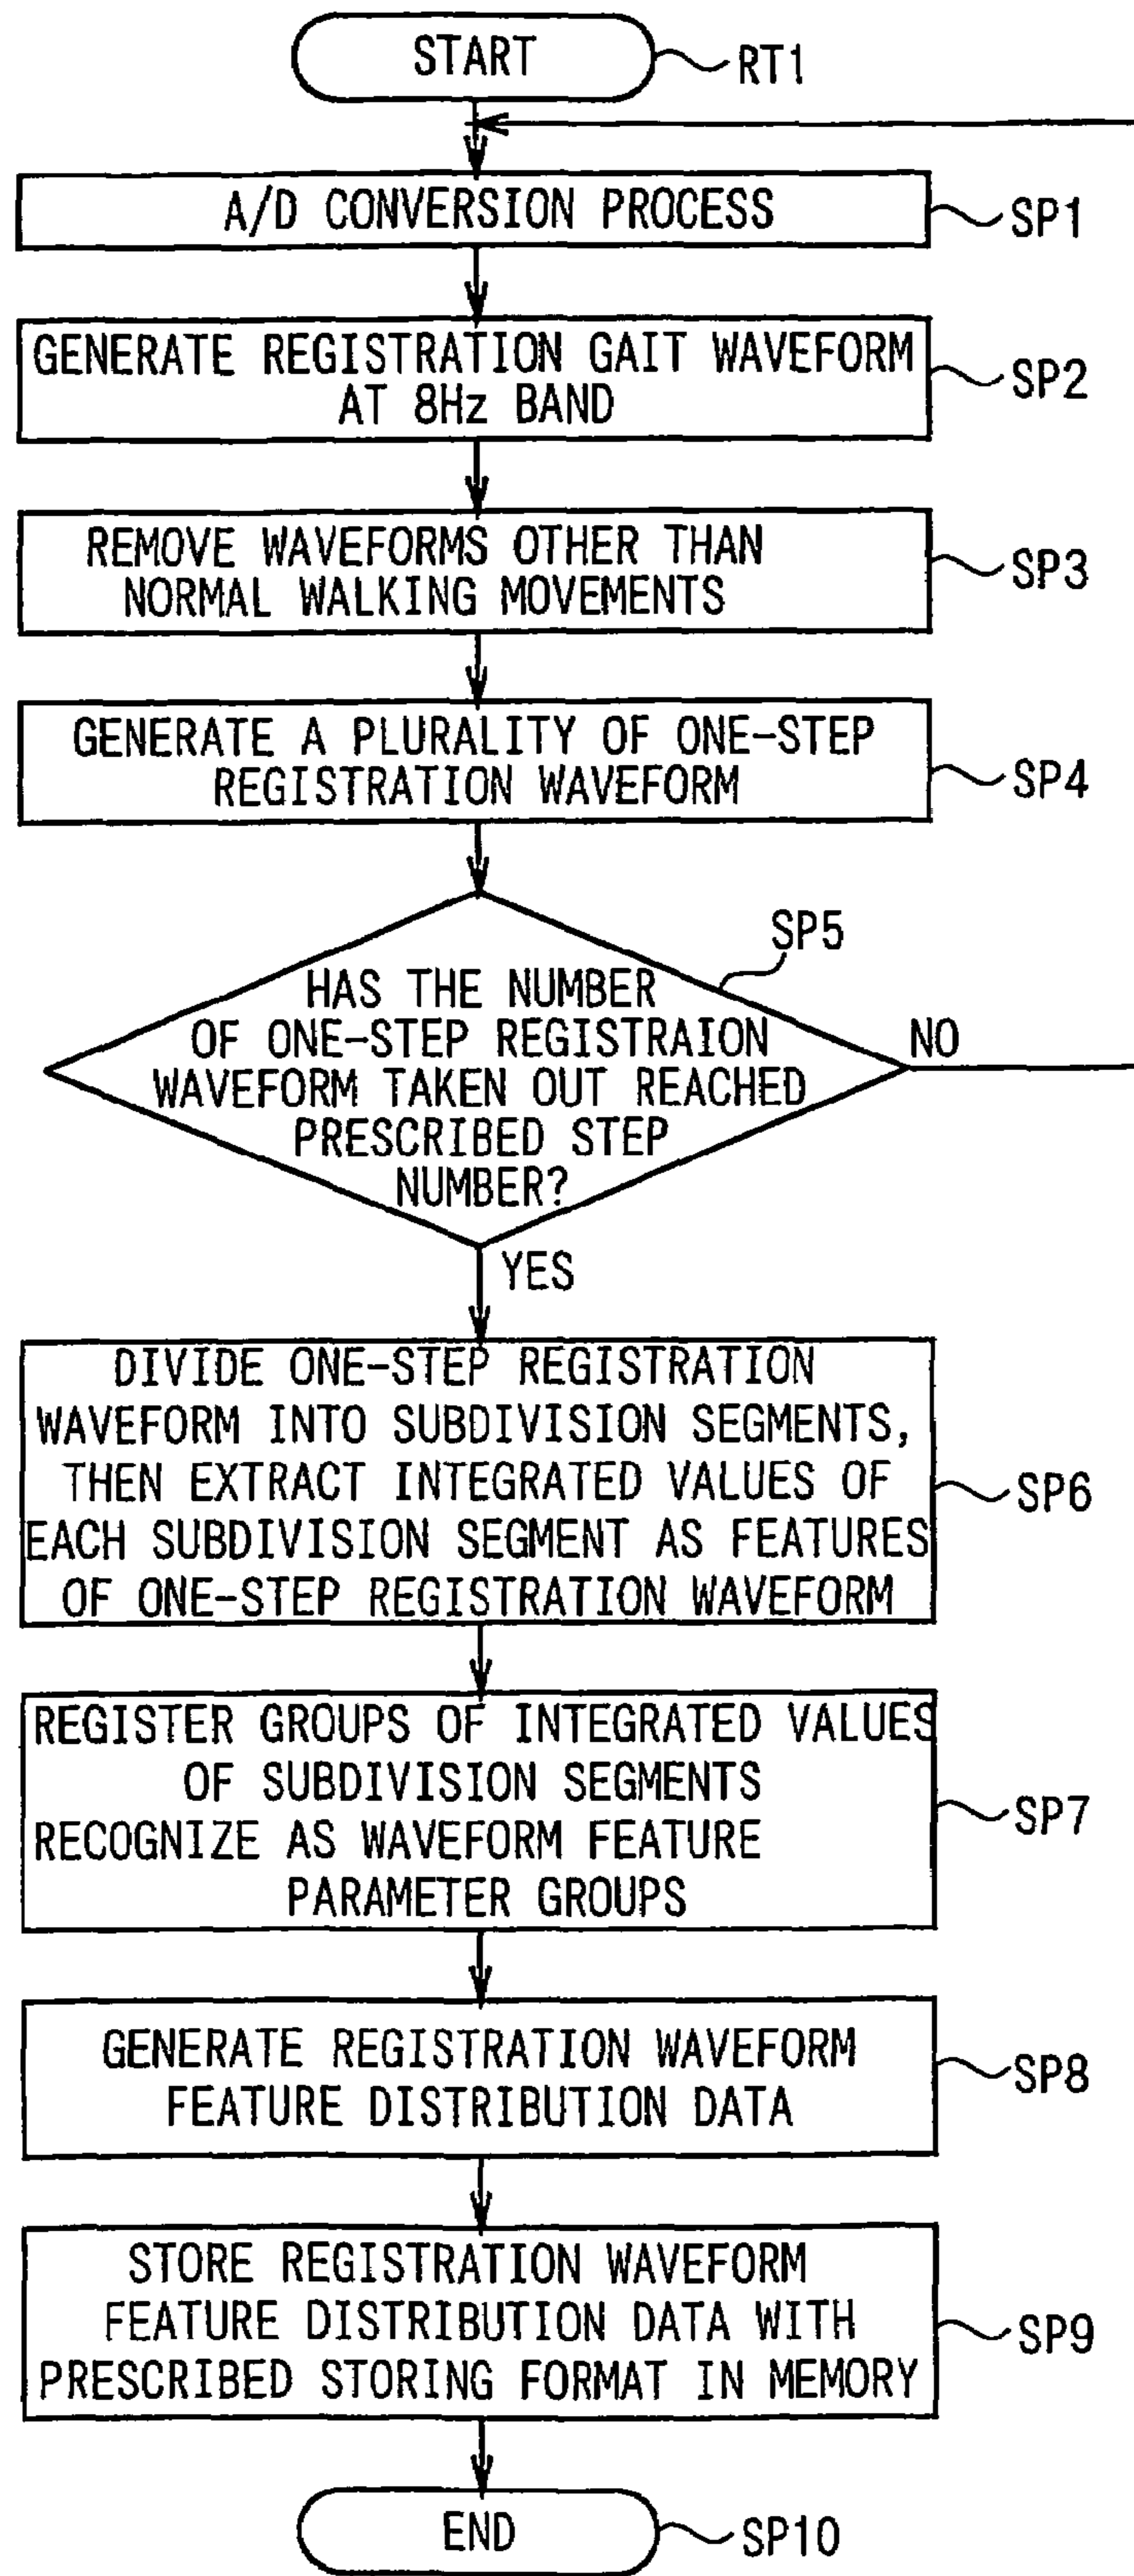 START
RT1
A/D CONVERSION PROCESS
SP1
GENERATE REGISTRATION GAIT WAVEFORM
AT 8Hz BAND
SP2
REMOVE WAVEFORMS OTHER THAN
NORMAL WALKING MOVEMENTS
SP3
GENERATE A PLURALITY OF ONE-STEP
REGISTRATION WAVEFORM
SP4
SP5
HAS THE NUMBER
OF ONE-STEP REGISTRAION
WAVEFORM TAKEN OUT REACHED
PRESCRIBED STEP
NUMBER?
NO
YES
DIVIDE ONE-STEP REGISTRATION
WAVEFORM INTO SUBDIVISION SEGMENTS,
THEN EXTRACT INTEGRATED VALUES OF
EACH SUBDIVISION SEGMENT AS FEATURES
OF ONE-STEP REGISTRATION WAVEFORM
SP6
REGISTER GROUPS OF INTEGRATED VALUES
OF SUBDIVISION SEGMENTS
RECOGNIZE AS WAVEFORM FEATURE
PARAMETER GROUPS
SP7
GENERATE REGISTRATION WAVEFORM
FEATURE DISTRIBUTION DATA
SP8
STORE REGISTRATION WAVEFORM
FEATURE DISTRIBUTION DATA WITH
PRESCRIBED STORING FORMAT IN MEMORY
SP9
END
SP10